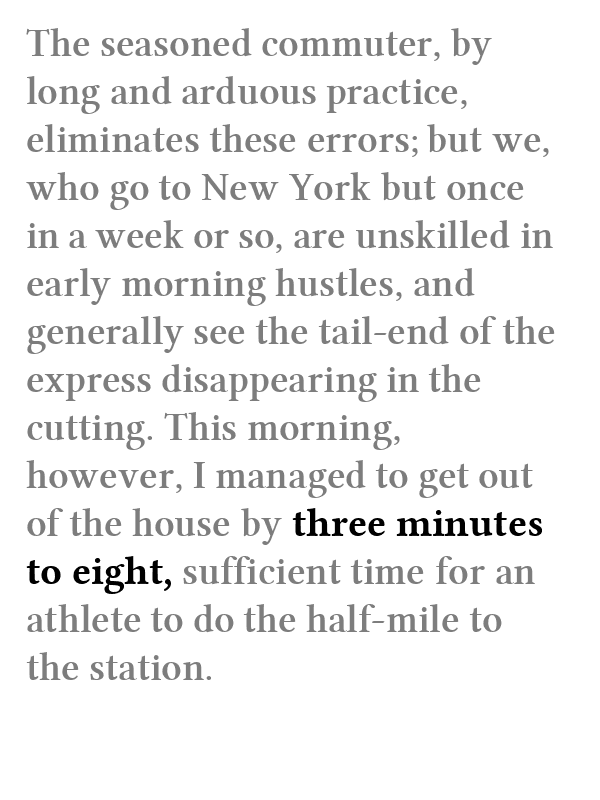 The seasoned commuter, by
long and arduous practice,
eliminates these errors; but we,
who go to New York but once
in a week or so, are unskilled in
early morning hustles, and
generally see the tail-end of the
express disappearing in the
cutting. This morning,
however, I managed to get out
of the house by three minutes
to eight, sufficient time for an
athlete to do the half-mile to
the station.